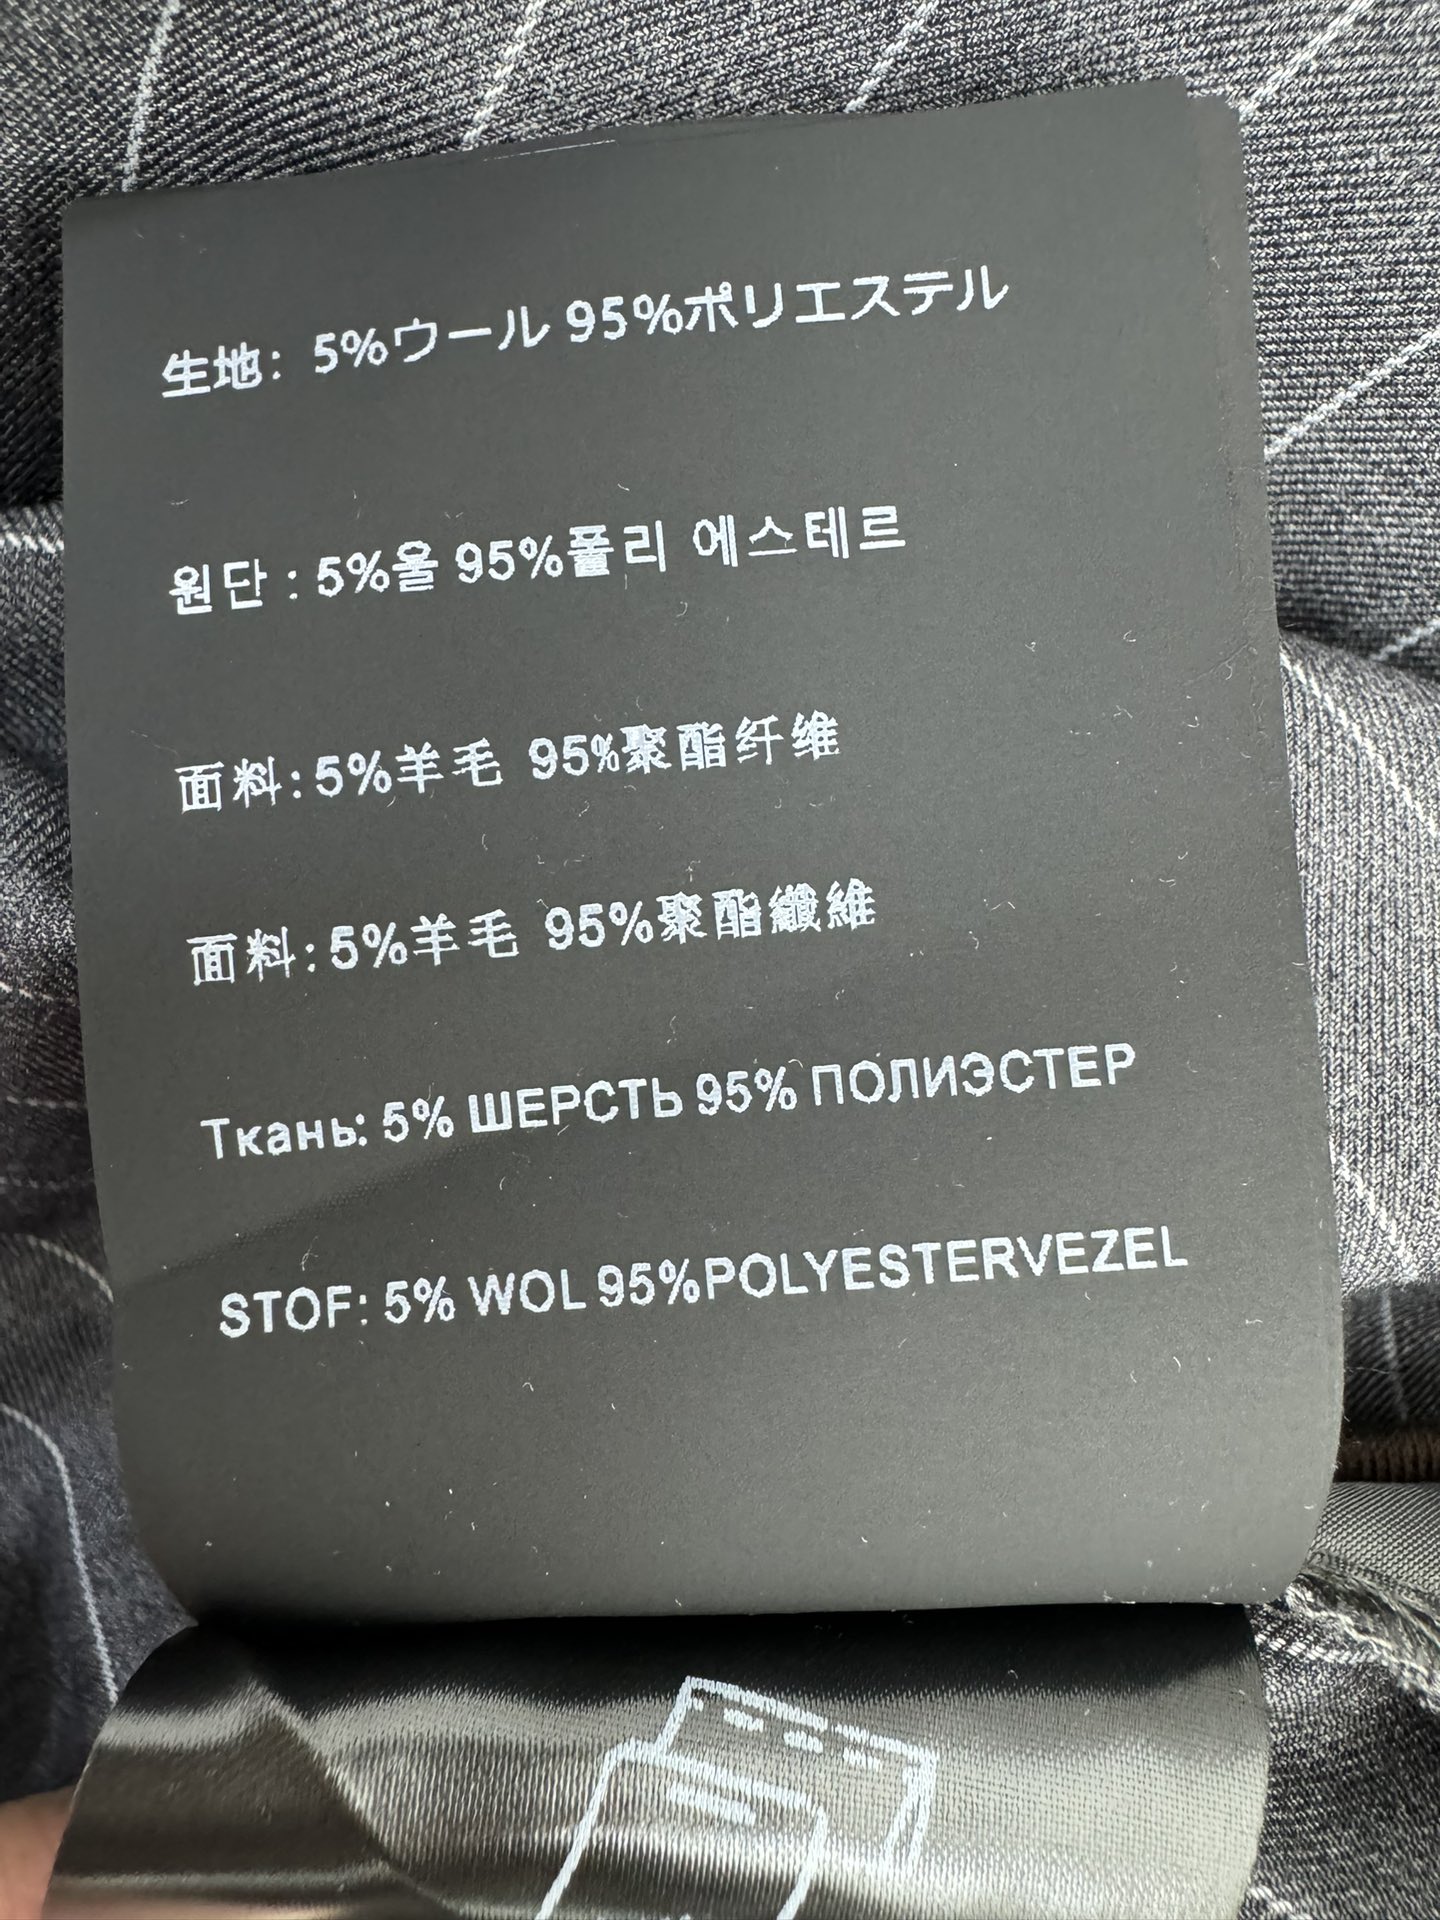 生地: 5%ウール 95%ポリエステル
원단 : 5%울 95%폴리 에스테르
面料:5%羊毛 95%聚酯纤维
面料:5%羊毛 95%聚酯纖維
Ткань: 5% ШЕРСТЬ 95% ПОЛИЭСТЕР
STOF: 5% WOL 95%POLYESTERVEZEL